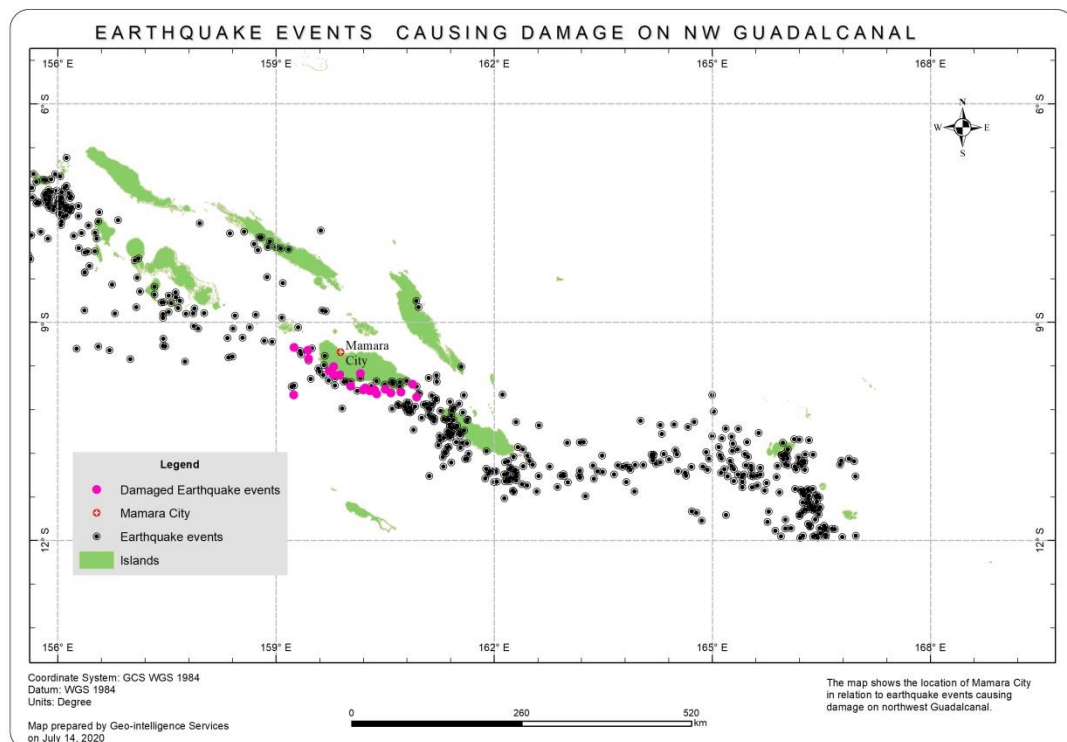 EARTHQUAKE EVENTS CAUSING DAMAGE ON NW GUADALCANAL
156° E 159° E 162° E 165° E 168° E
6° S 6° S
N
W E
S
9° S 9° S
Mamara
City
Legend
Damaged Earthquake events
Mamara City
Earthquake events
Islands
12° S 12° S
156° E 159° E 162° E 165° E 168° E
Coordinate System: GCS WGS 1984
Datum: WGS 1984
Units: Degree
Map prepared by Geo-intelligence Services
on July 14, 2020
0 260 520
km
The map shows the location of Mamara City
in relation to earthquake events causing
damage on northwest Guadalcanal.